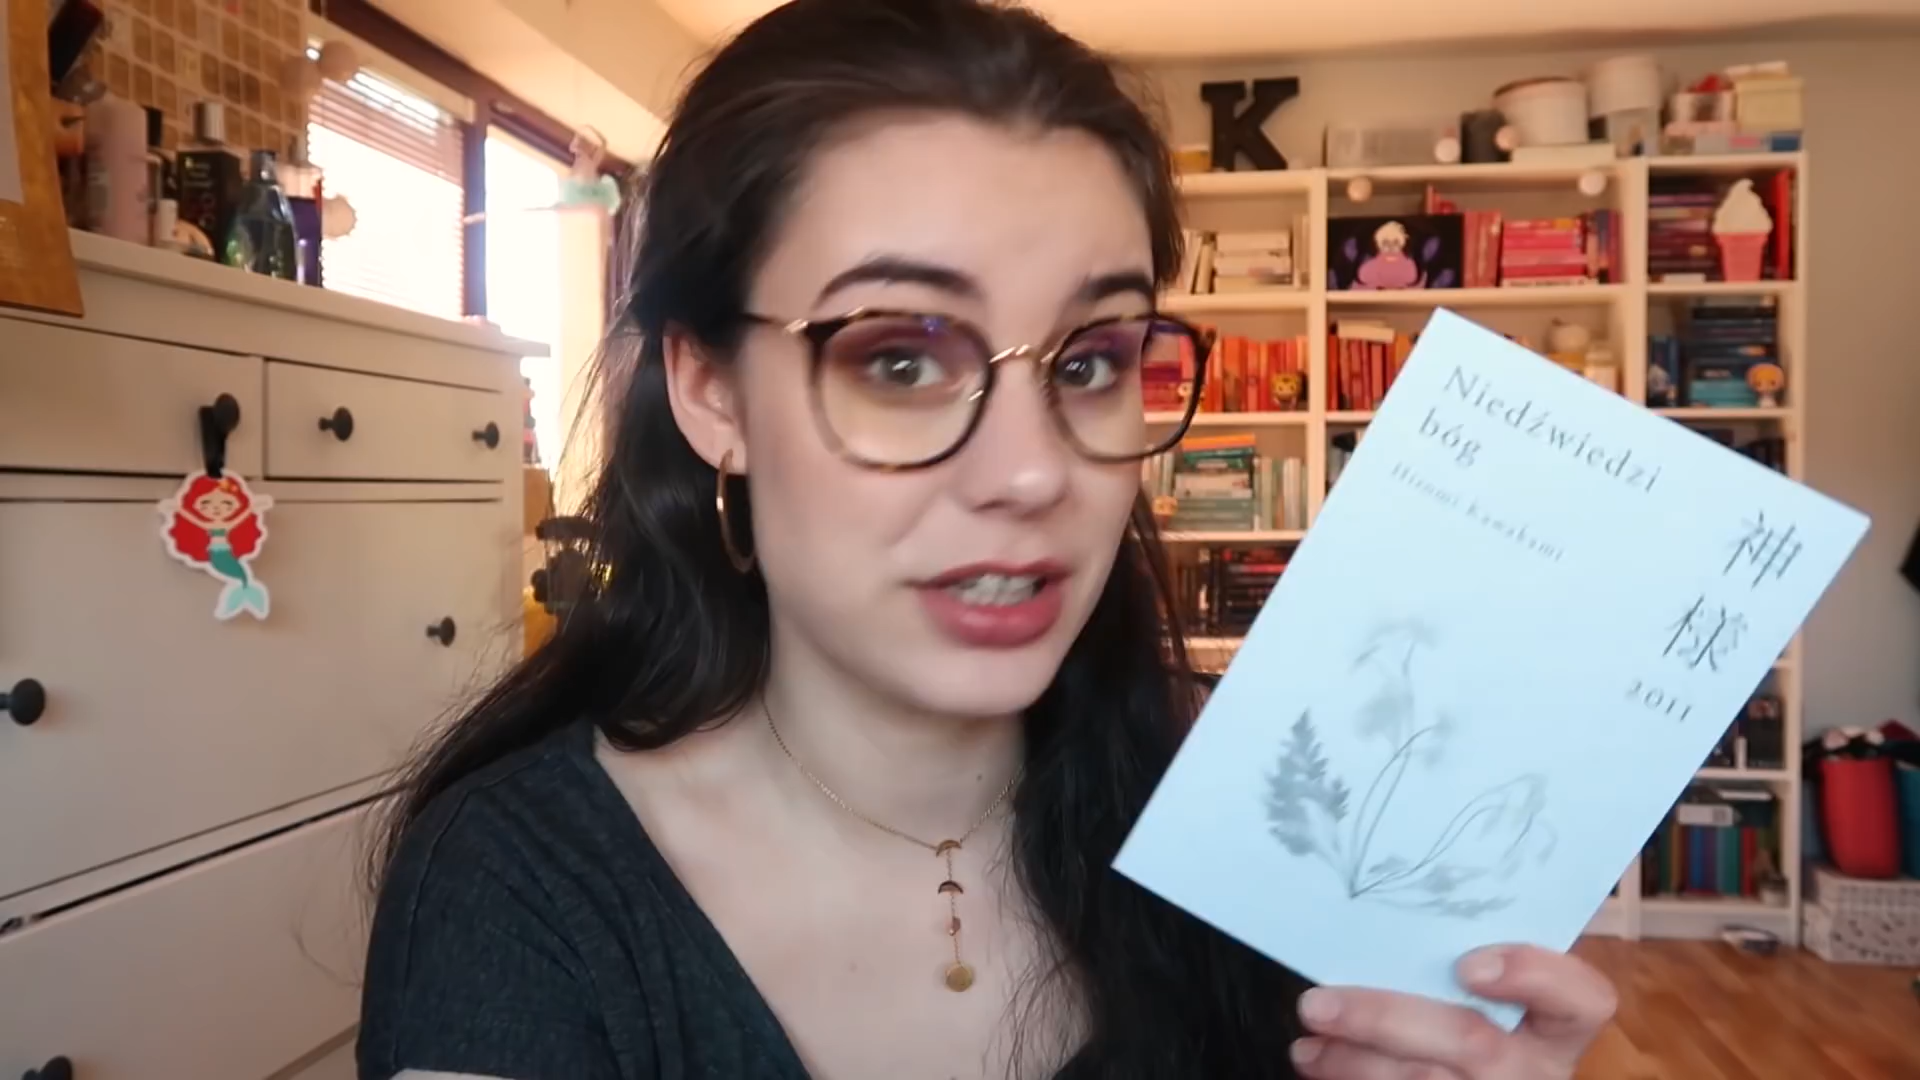 K
Niedźwiedzi
bóg
Hiromi Kawakami
神
様
2011